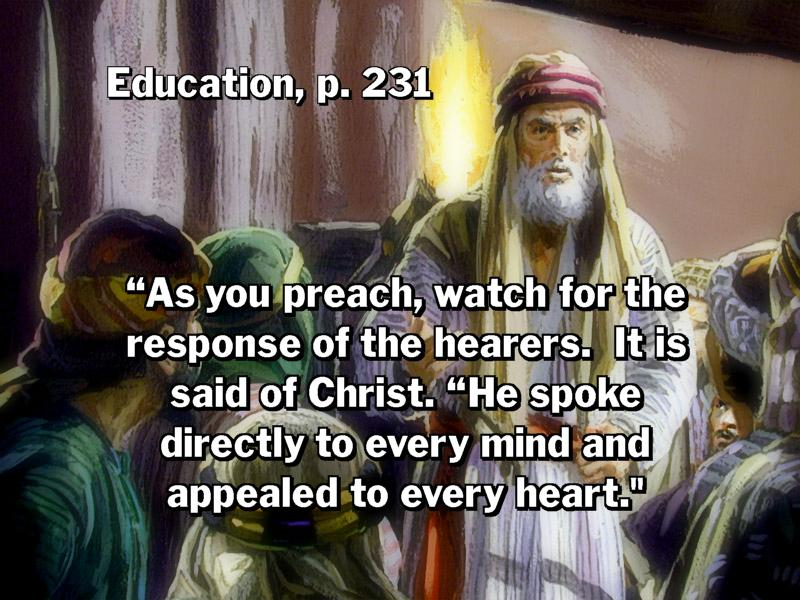 Education, p. 231
“As you preach, watch for the
response of the hearers.  It is
said of Christ. “He spoke
directly to every mind and
appealed to every heart."